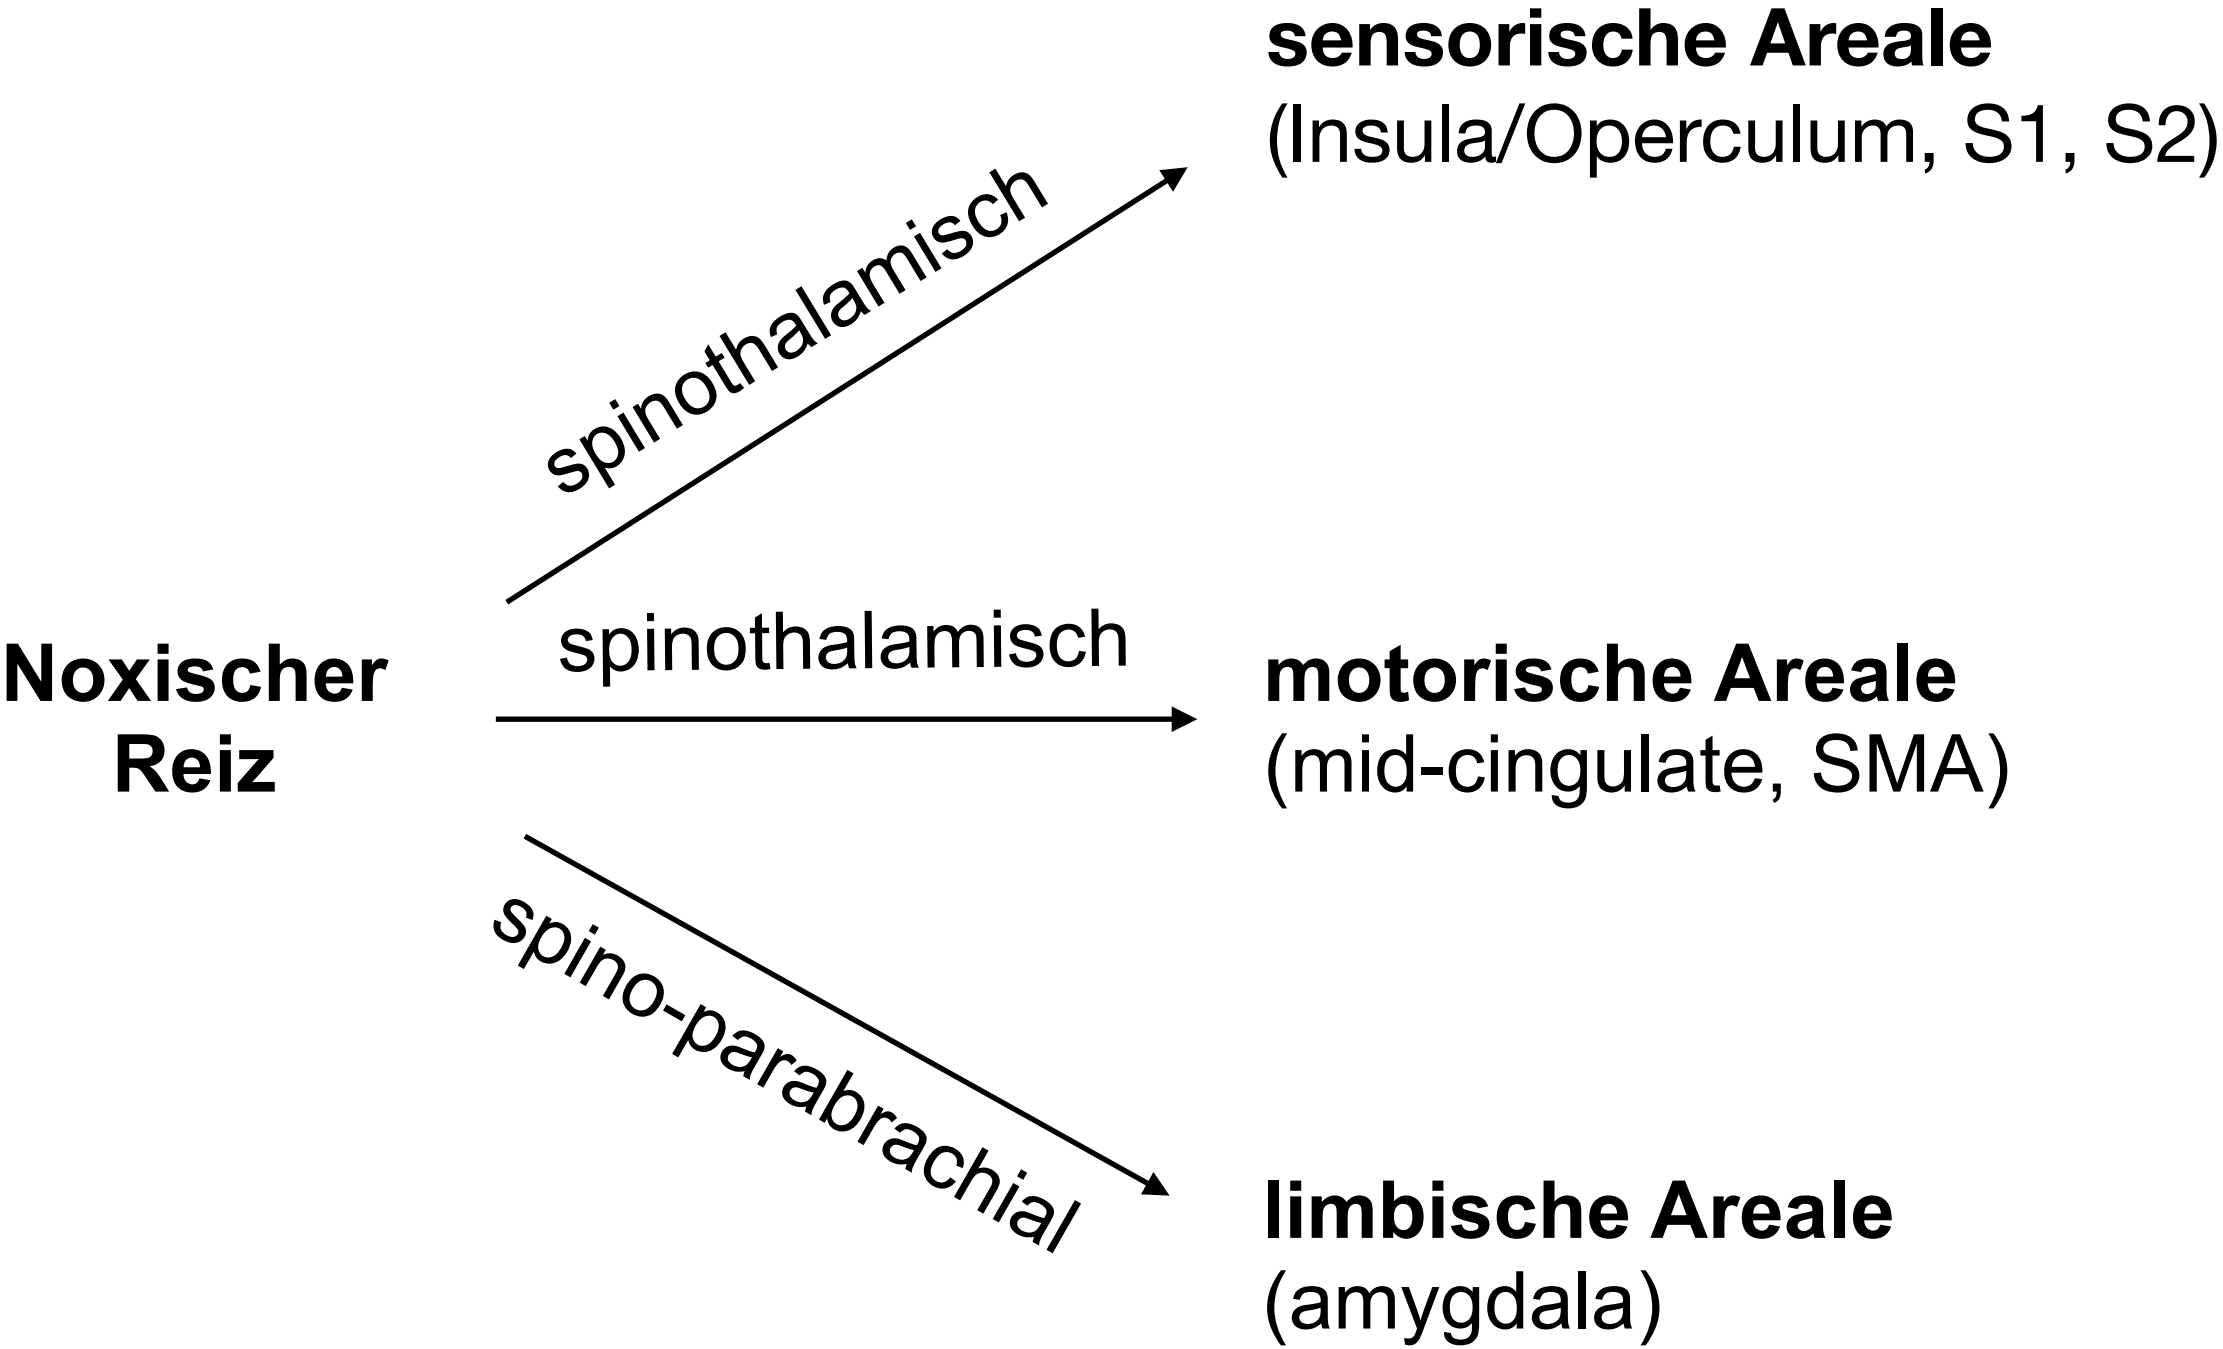 sensorische Areale
(Insula/Operculum, S1, S2)
spinothalamisch
spinothalamisch
Noxischer
Reiz
motorische Areale
(mid-cingulate, SMA)
spino-parabrachial
limbische Areale
(amygdala)